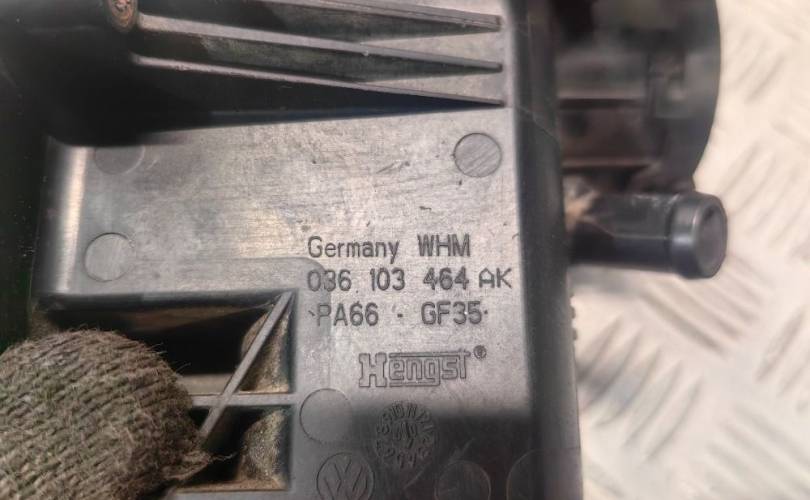 Germany WHM
036 103 464 AK
PA66 - GF35
Hengst®